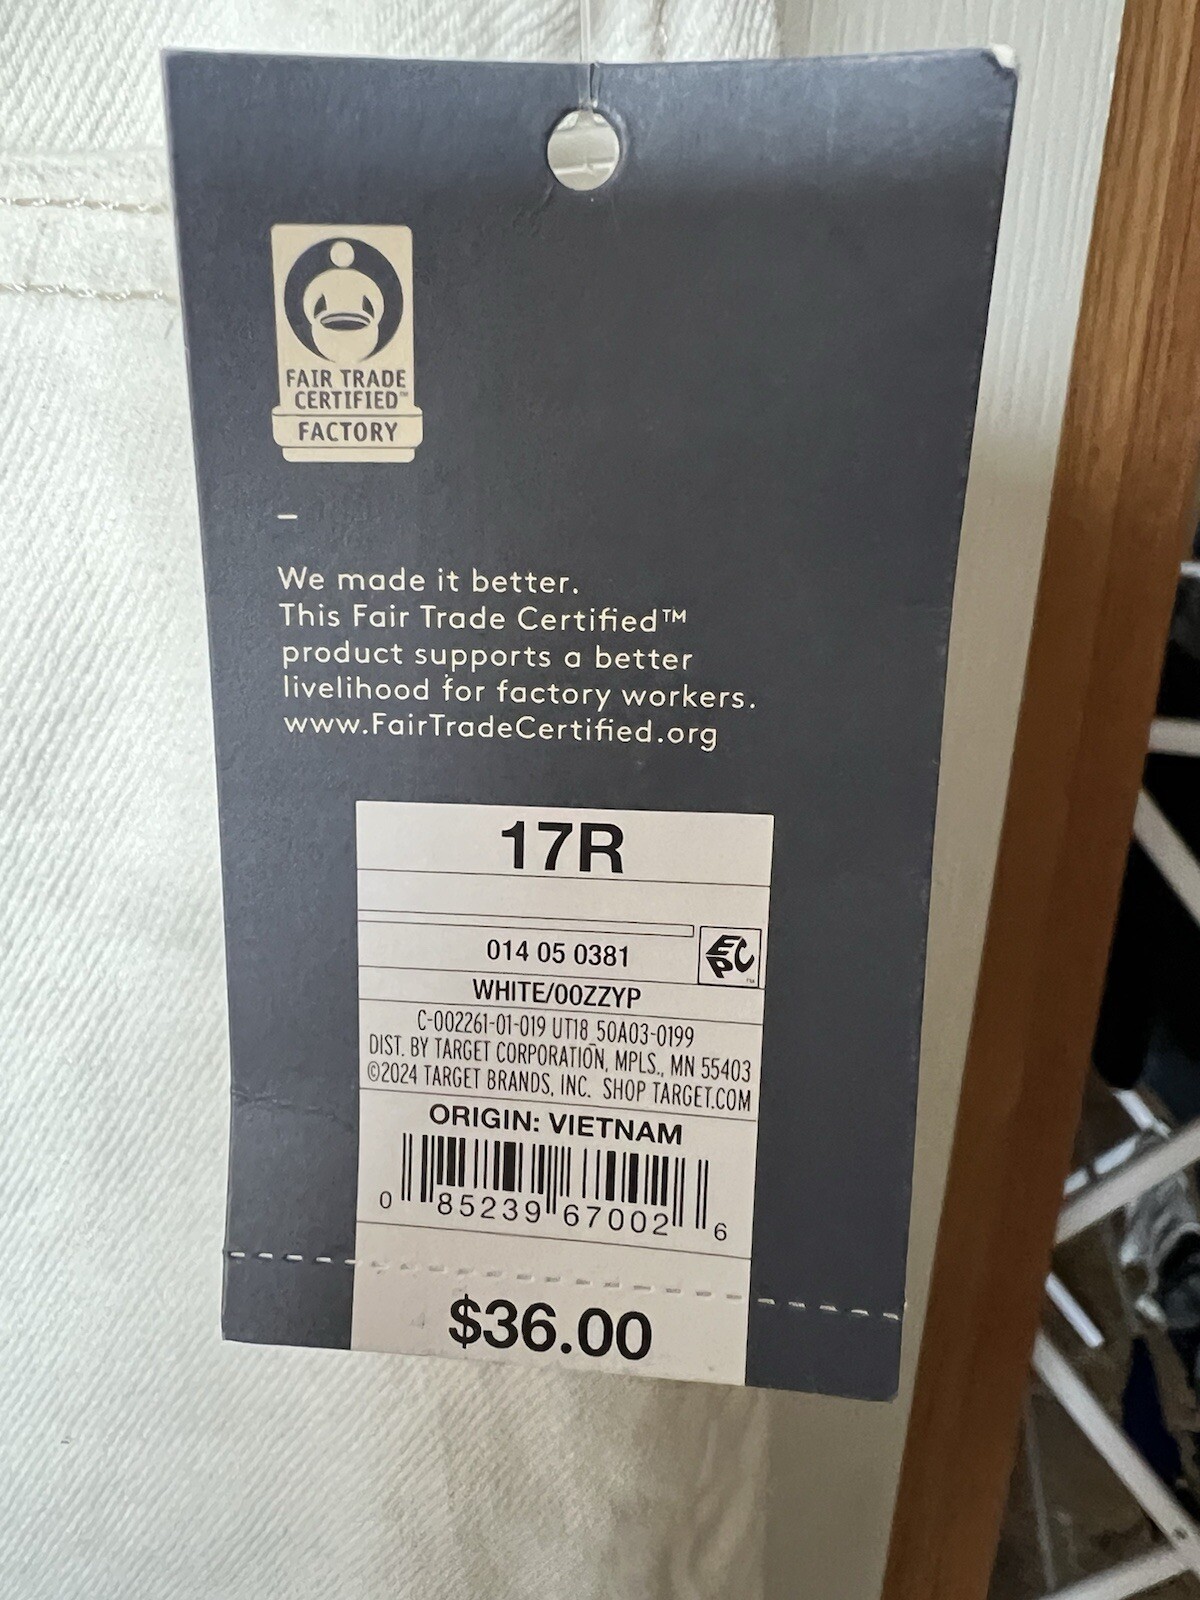 FAIR TRADE
CERTIFIED™
FACTORY
We made it better.
This Fair Trade Certified™
product supports a better
livelihood for factory workers.
www.FairTradeCertified.org
17R
014 05 0381
EPC™
WHITE/00ZZYP
C-002261-01-019 UT18_50A03-0199
DIST. BY TARGET CORPORATION, MPLS., MN 55403
©2024 TARGET BRANDS, INC. SHOP TARGET.COM
ORIGIN: VIETNAM
0 85239 67002 6
$36.00